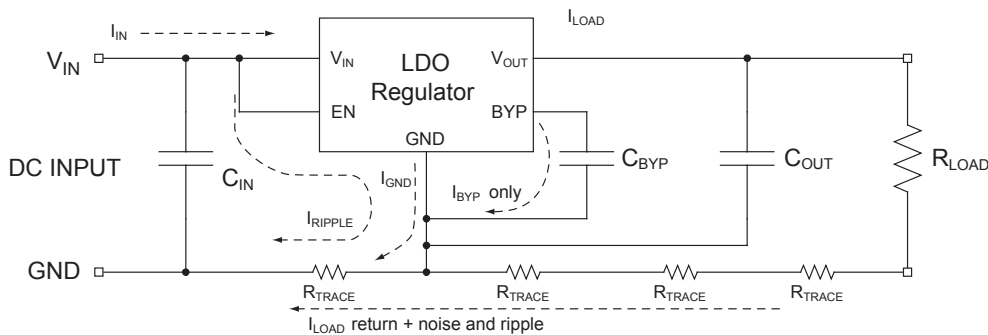 I_IN
I_LOAD
V_IN
V_IN
LDO
Regulator
V_OUT
EN
BYP
GND
DC INPUT
C_IN
I_GND
I_BYP only
C_BYP
C_OUT
R_LOAD
I_RIPPLE
GND
R_TRACE
R_TRACE
R_TRACE
R_TRACE
I_LOAD return + noise and ripple